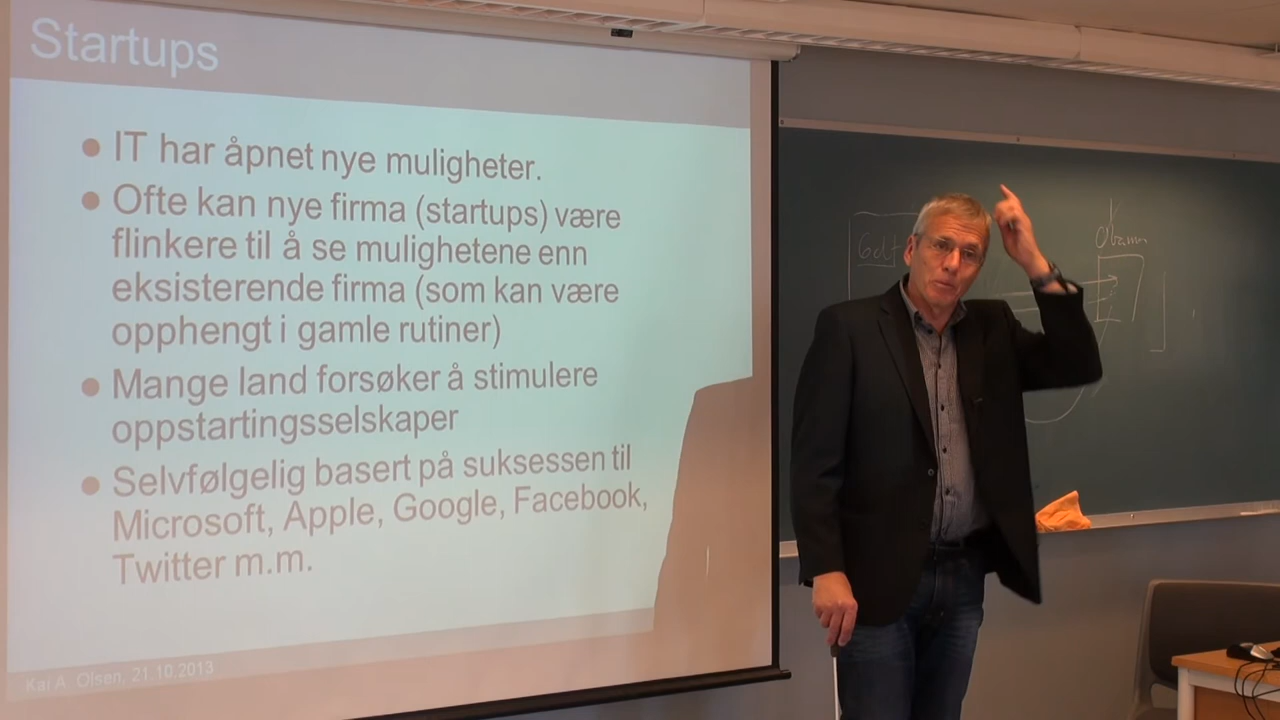 Startups
● IT har åpnet nye muligheter.
● Ofte kan nye firma (startups) være
flinkere til å se mulighetene enn
eksisterende firma (som kan være
opphengt i gamle rutiner)
● Mange land forsøker å stimulere
oppstartingsselskaper
● Selvfølgelig basert på suksessen til
Microsoft, Apple, Google, Facebook,
Twitter m.m.
Kai A. Olsen, 21.10.2013